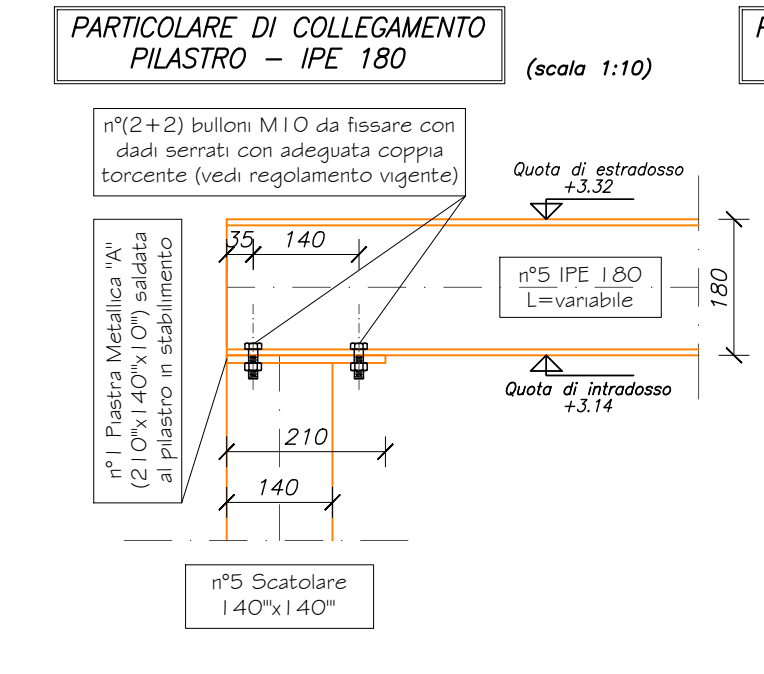 PARTICOLARE DI COLLEGAMENTO
PILASTRO – IPE 180
(scala 1:10)
n°(2+2) bulloni M10 da fissare con
dadi serrati con adeguata coppia
torcente (vedi regolamento vigente)
Quota di estradosso
+3.32
35
140
n°1 Piastra Metallica "A"
(210"'x140"'x10"') saldata
al pilastro in stabilimento
n°5 IPE 180
L=variabile
180
Quota di intradosso
+3.14
210
140
n°5 Scatolare
140"'x140"'